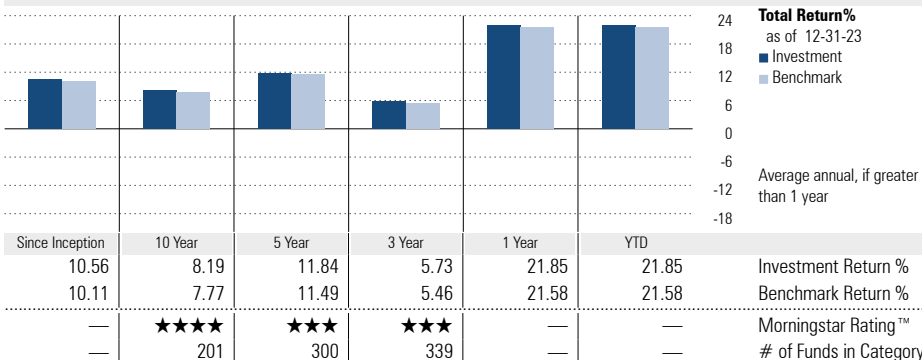 24
18
12
6
0
-6
-12
-18
Total Return%
as of 12-31-23
Investment
Benchmark
Average annual, if greater
than 1 year
Since Inception 10 Year 5 Year 3 Year 1 Year YTD
10.56 8.19 11.84 5.73 21.85 21.85 Investment Return %
10.11 7.77 11.49 5.46 21.58 21.58 Benchmark Return %
— ★★★★ ★★★ ★★★ — — Morningstar Rating™
— 201 300 339 — — # of Funds in Category